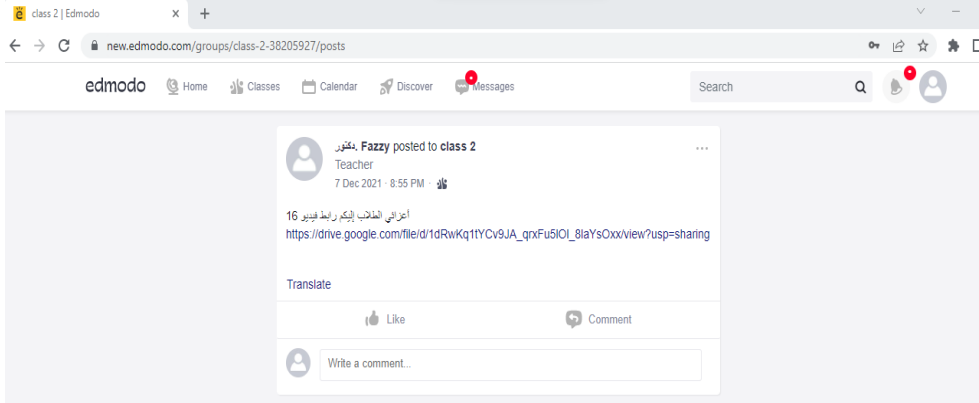 class 2 | Edmodo
new.edmodo.com/groups/class-2-38205927/posts
edmodo Home Classes Calendar Discover Messages Search
دكتور. Fazzy posted to class 2
Teacher
7 Dec 2021 · 8:55 PM ·
أعزائي الطلاب إليكم رابط فيديو 16
https://drive.google.com/file/d/1dRwKq1tYCv9JA_qrxFu5lOl_8laYsOxx/view?usp=sharing
Translate
Like Comment
Write a comment...